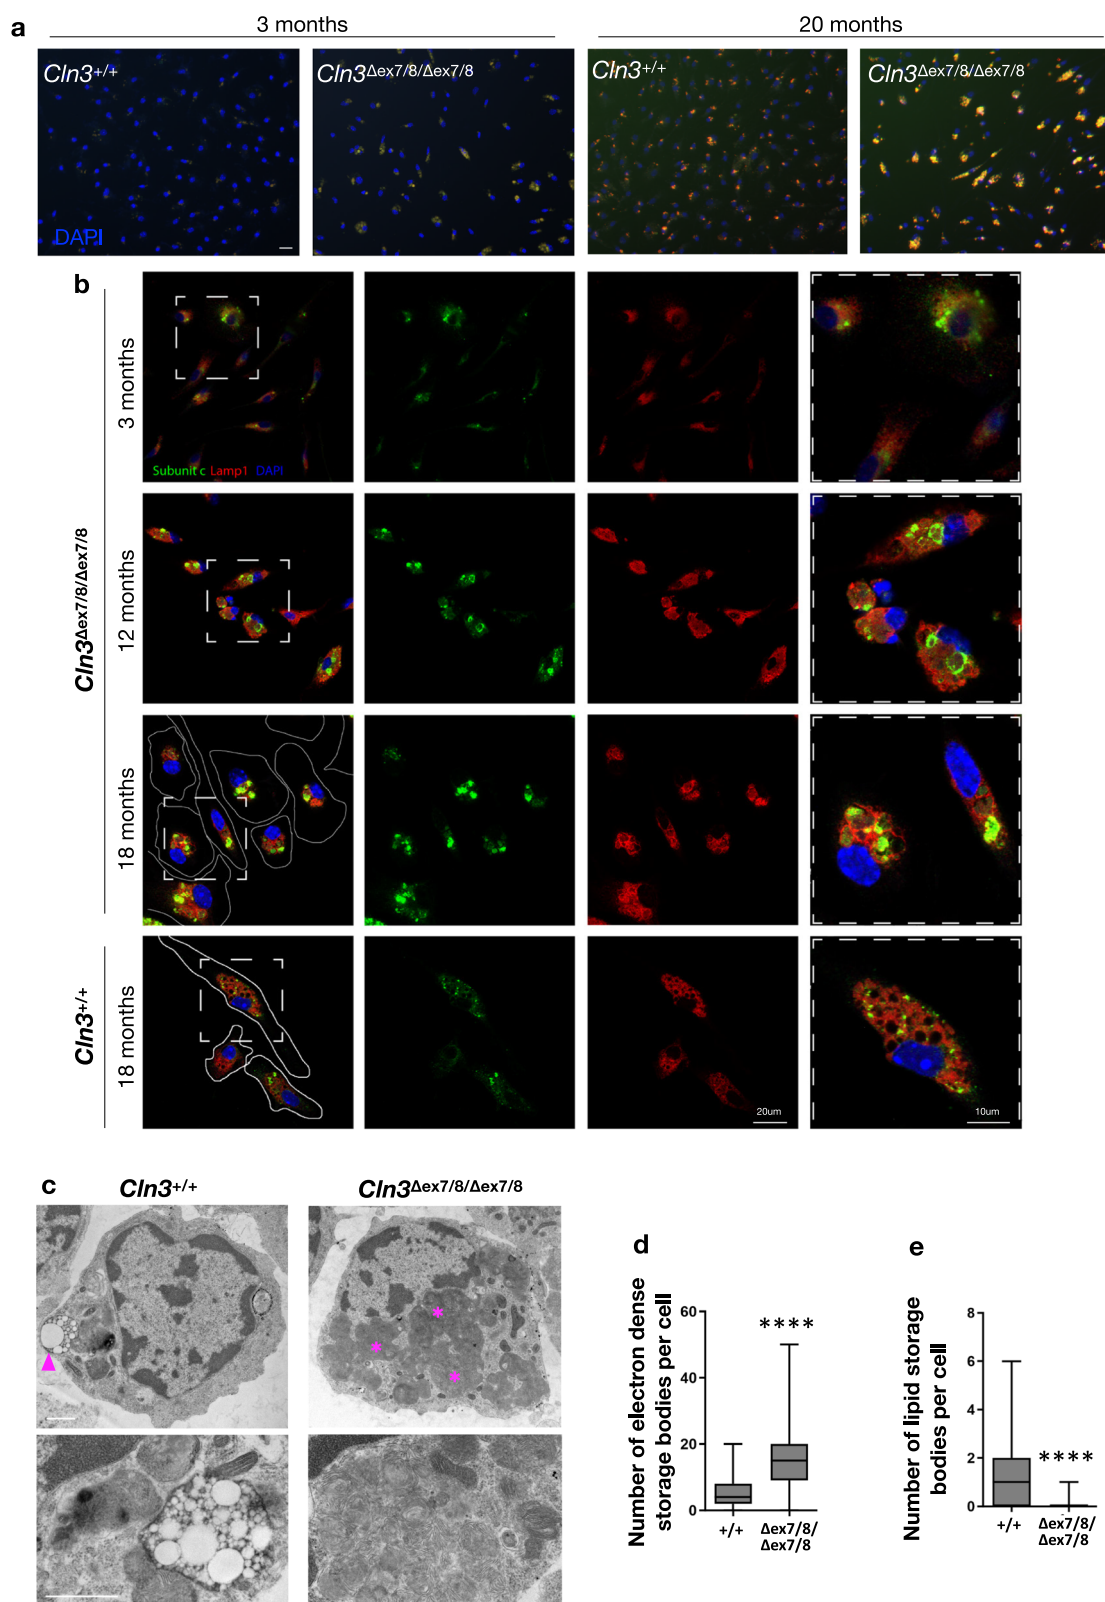 a
3 months
20 months
Cln3+/+
Cln3Δex7/8/Δex7/8
Cln3+/+
Cln3Δex7/8/Δex7/8
DAPI
b
3 months
Subunit c Lamp1 DAPI
Cln3Δex7/8/Δex7/8
12 months
18 months
Cln3+/+
18 months
20um
10um
c
Cln3+/+
Cln3Δex7/8/Δex7/8
*
*
*
d
Number of electron dense
storage bodies per cell
60
40
20
0
****
+/+
Δex7/8/
Δex7/8
e
Number of lipid storage
bodies per cell
8
6
4
2
0
****
+/+
Δex7/8/
Δex7/8